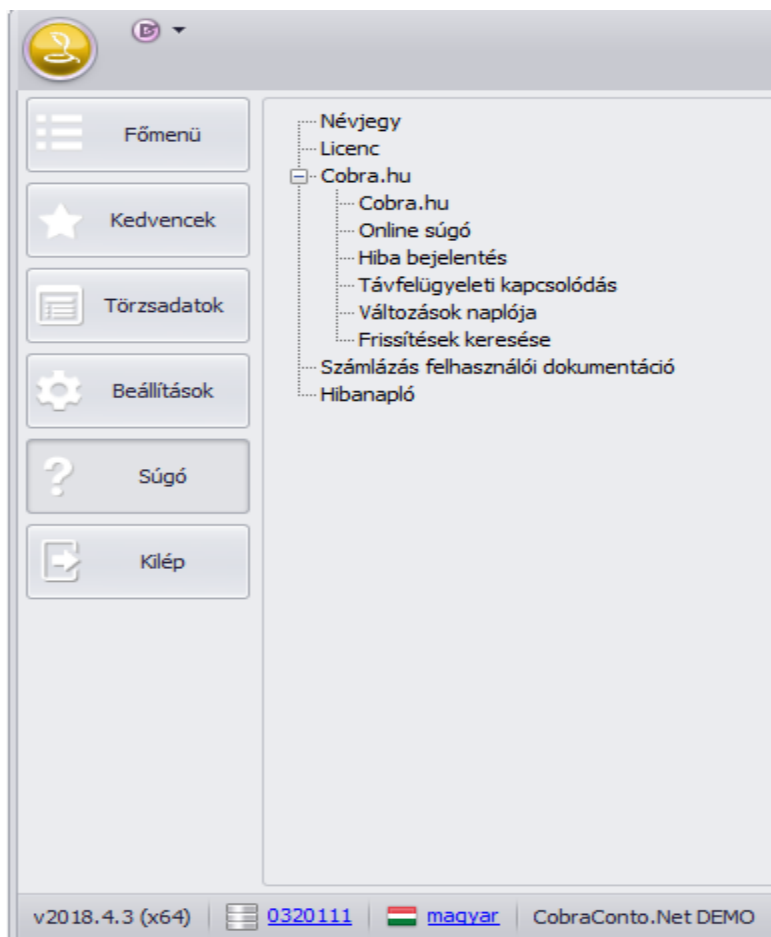 Főmenü
Kedvencek
Törzsadatok
Beállítások
Súgó
Kilép
Névjegy
Licenc
Cobra.hu
Cobra.hu
Online súgó
Hiba bejelentés
Távfelügyeleti kapcsolódás
Változások naplója
Frissítések keresése
Számlázás felhasználói dokumentáció
Hibanapló
v2018.4.3 (x64) 0320111 magyar CobraConto.Net DEMO